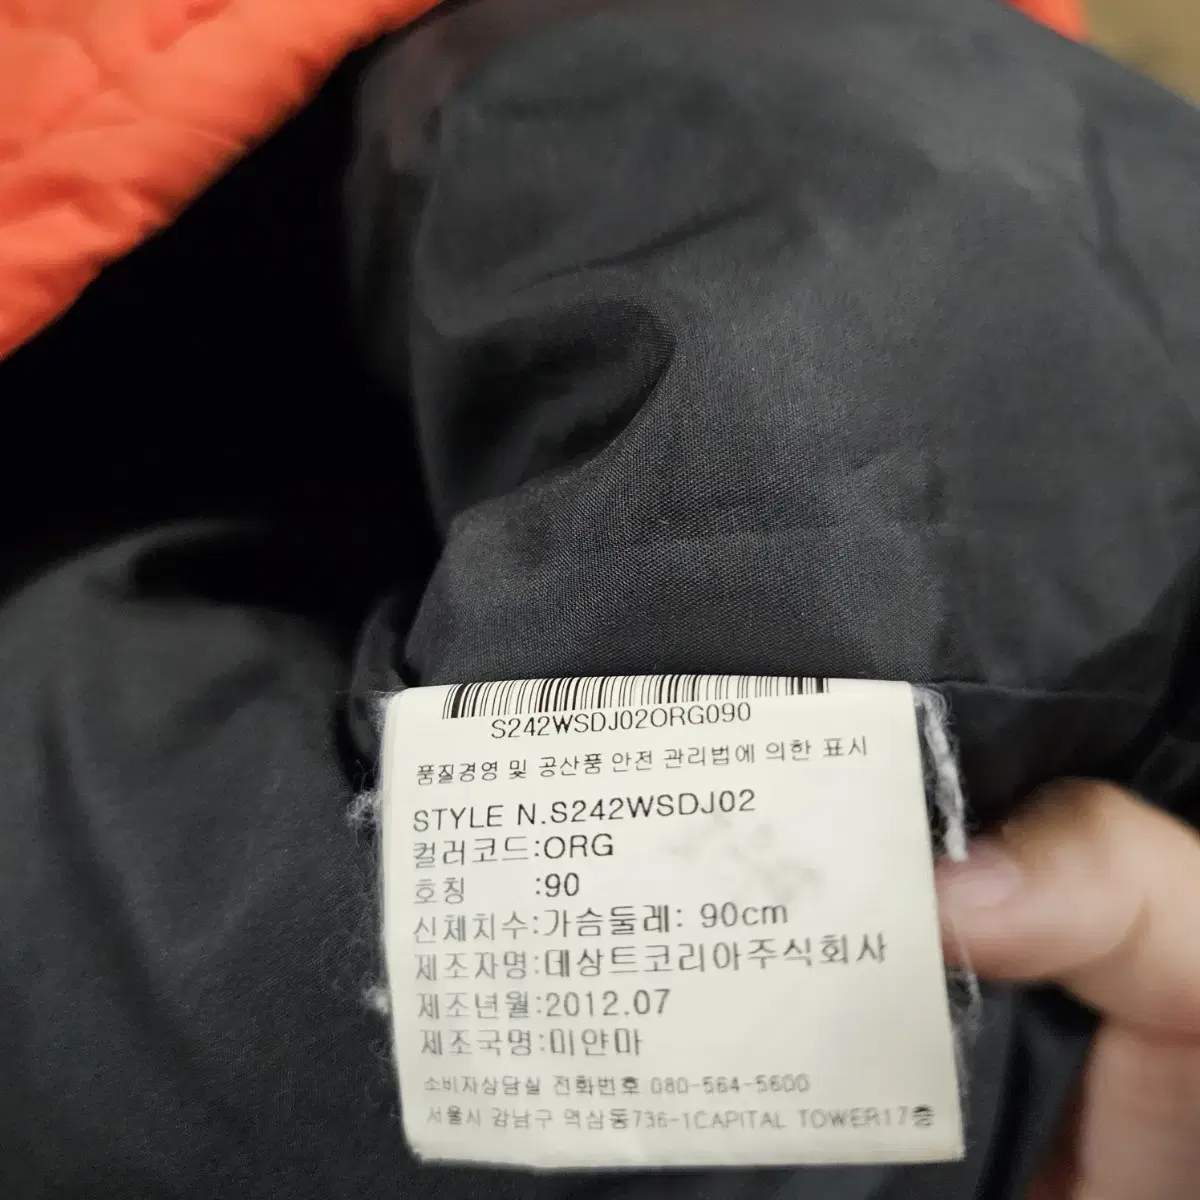 S242WSDJ02ORG090
품질경영 및 공산품 안전 관리법에 의한 표시
STYLE N.S242WSDJ02
컬러코드:ORG
호칭 :90
신체치수:가슴둘레: 90cm
제조자명:데상트코리아주식회사
제조년월:2012.07
제조국명:미얀마
소비자상담실 전화번호 080-564-5600
서울시 강남구 역삼동736-1CAPITAL TOWER17층